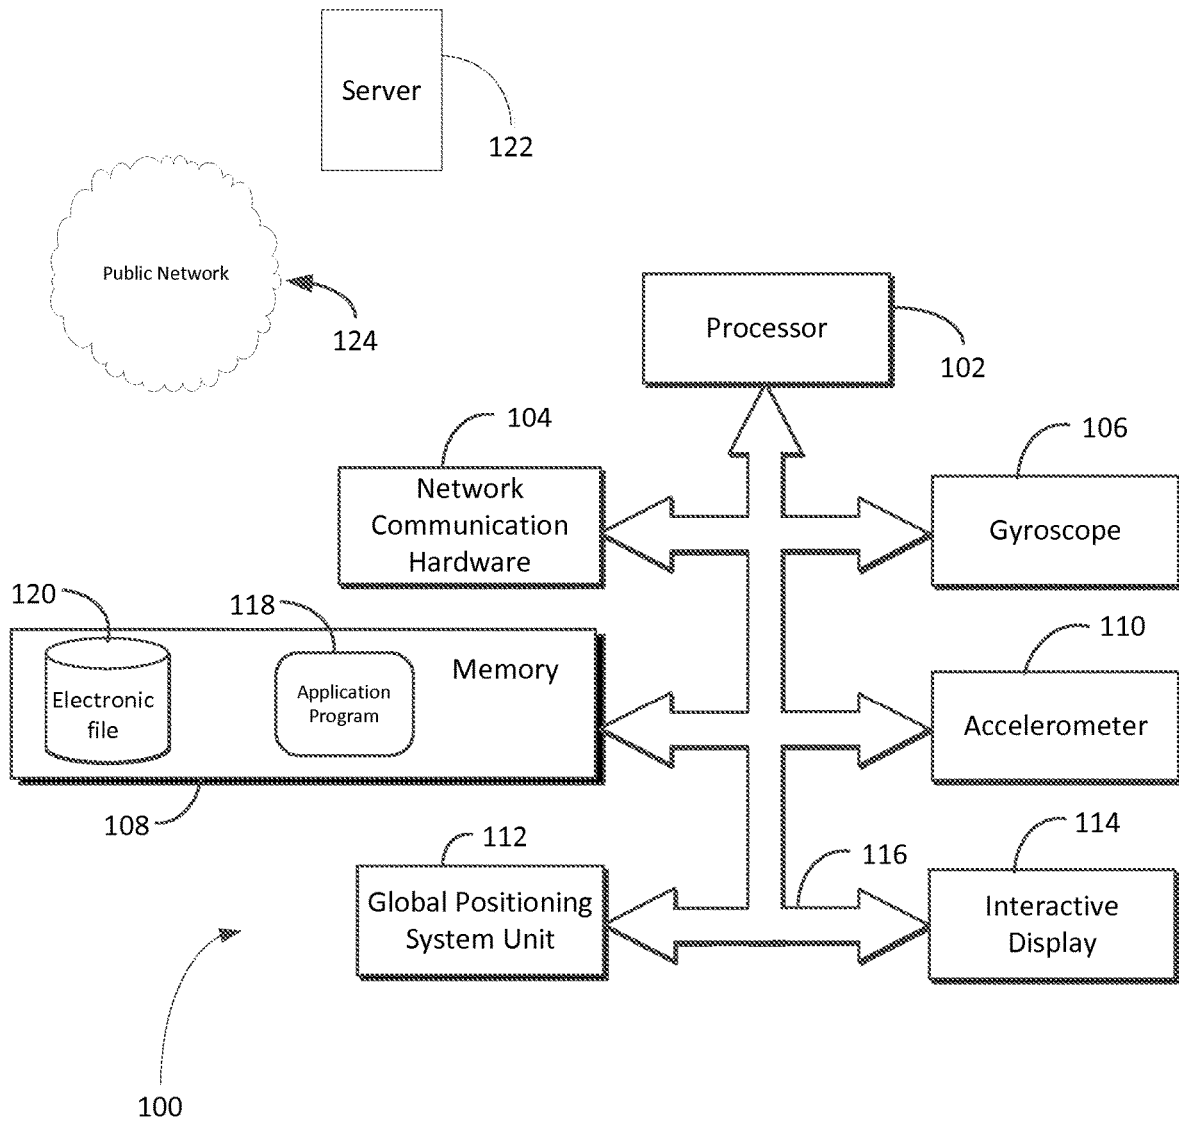 Server
122
Public Network
124
Processor
102
104
106
Network
Communication
Hardware
Gyroscope
120
118
110
Memory
Electronic
file
Application
Program
Accelerometer
108
112
116
114
Global Positioning
System Unit
Interactive
Display
100